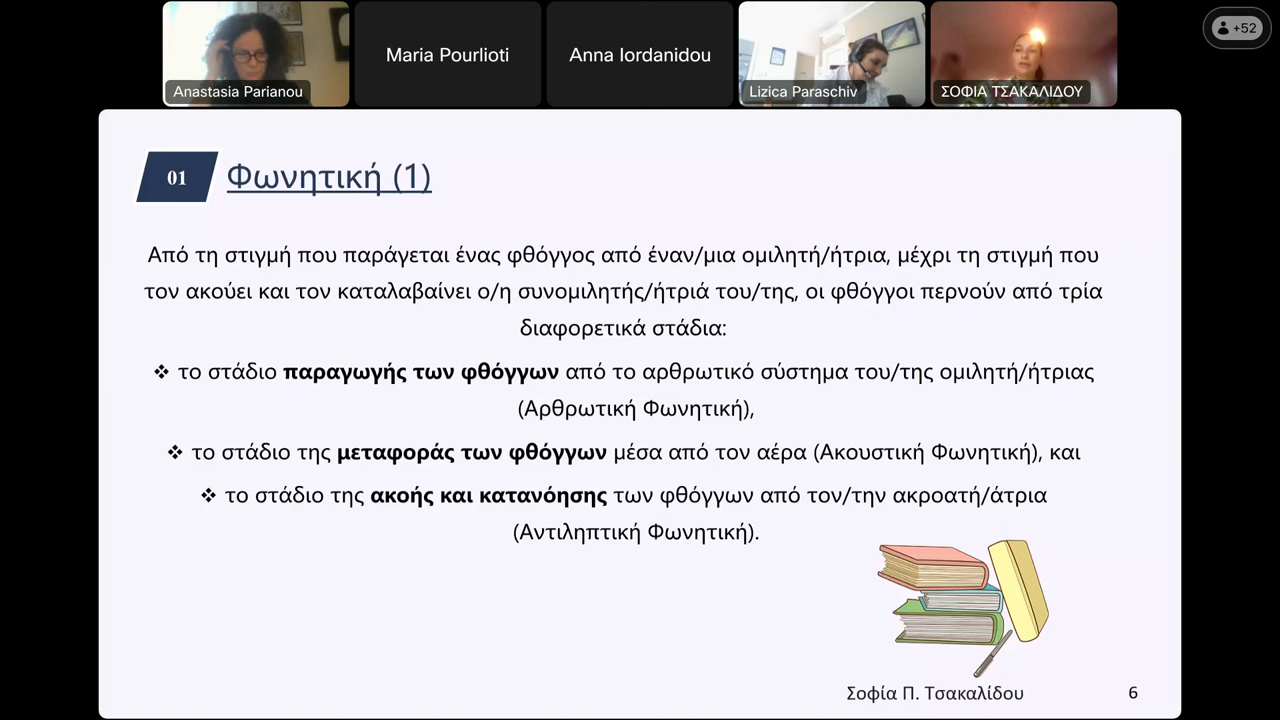 Anastasia Parianou
Maria Pourlioti
Anna Iordanidou
Lizica Paraschiv
ΣΟΦΙΑ ΤΣΑΚΑΛΙΔΟΥ
+52
01
Φωνητική (1)
Από τη στιγμή που παράγεται ένας φθόγγος από έναν/μια ομιλητή/ήτρια, μέχρι τη στιγμή που
τον ακούει και τον καταλαβαίνει ο/η συνομιλητής/ήτριά του/της, οι φθόγγοι περνούν από τρία
διαφορετικά στάδια:
❖ το στάδιο παραγωγής των φθόγγων από το αρθρωτικό σύστημα του/της ομιλητή/ήτριας
(Αρθρωτική Φωνητική),
❖ το στάδιο της μεταφοράς των φθόγγων μέσα από τον αέρα (Ακουστική Φωνητική), και
❖ το στάδιο της ακοής και κατανόησης των φθόγγων από τον/την ακροατή/άτρια
(Αντιληπτική Φωνητική).
Σοφία Π. Τσακαλίδου
6